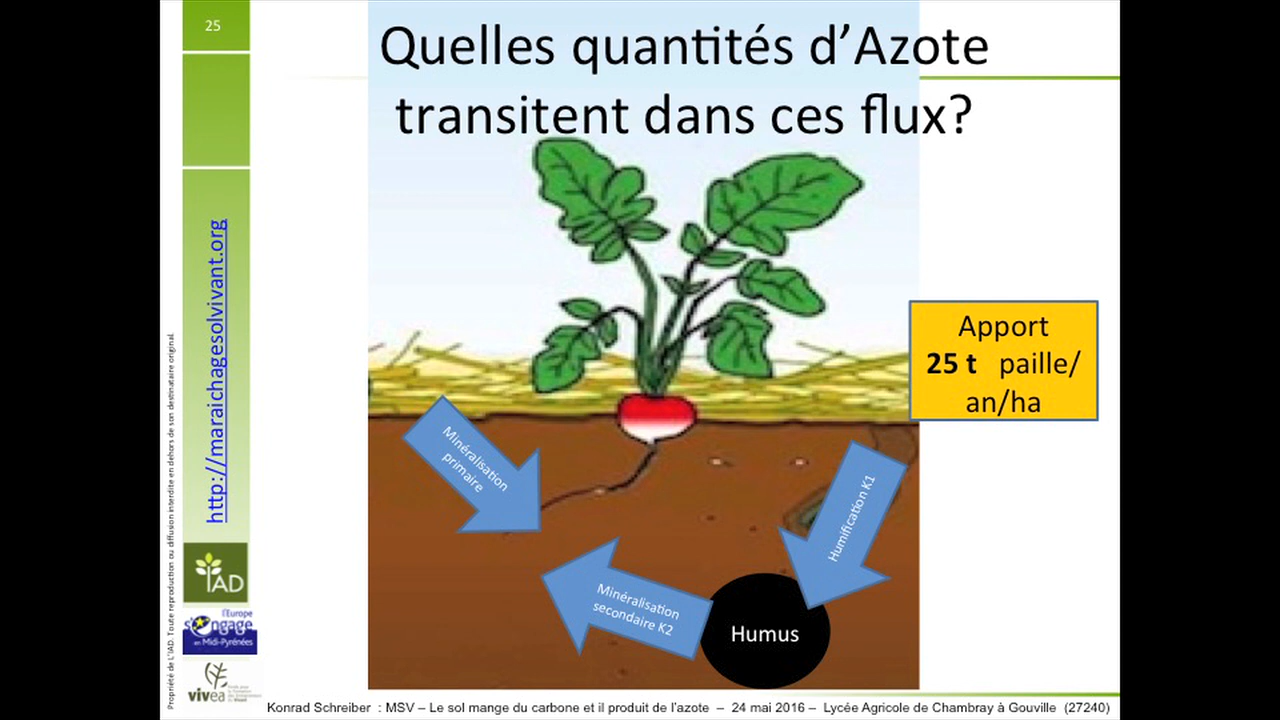 25
Quelles quantités d’Azote
transitent dans ces flux?
http://maraichagesolvivant.org
Propriété de L'IAD. Toute reproduction ou diffusion interdite en dehors de son destinataire original.
Apport
25 t paille/
an/ha
Minéralisation
primaire
Humification K1
Minéralisation
secondaire K2
Humus
IAD
l'Europe
s'engage
en Midi-Pyrénées
vivea
Konrad Schreiber : MSV – Le sol mange du carbone et il produit de l’azote – 24 mai 2016 – Lycée Agricole de Chambray à Gouville (27240)